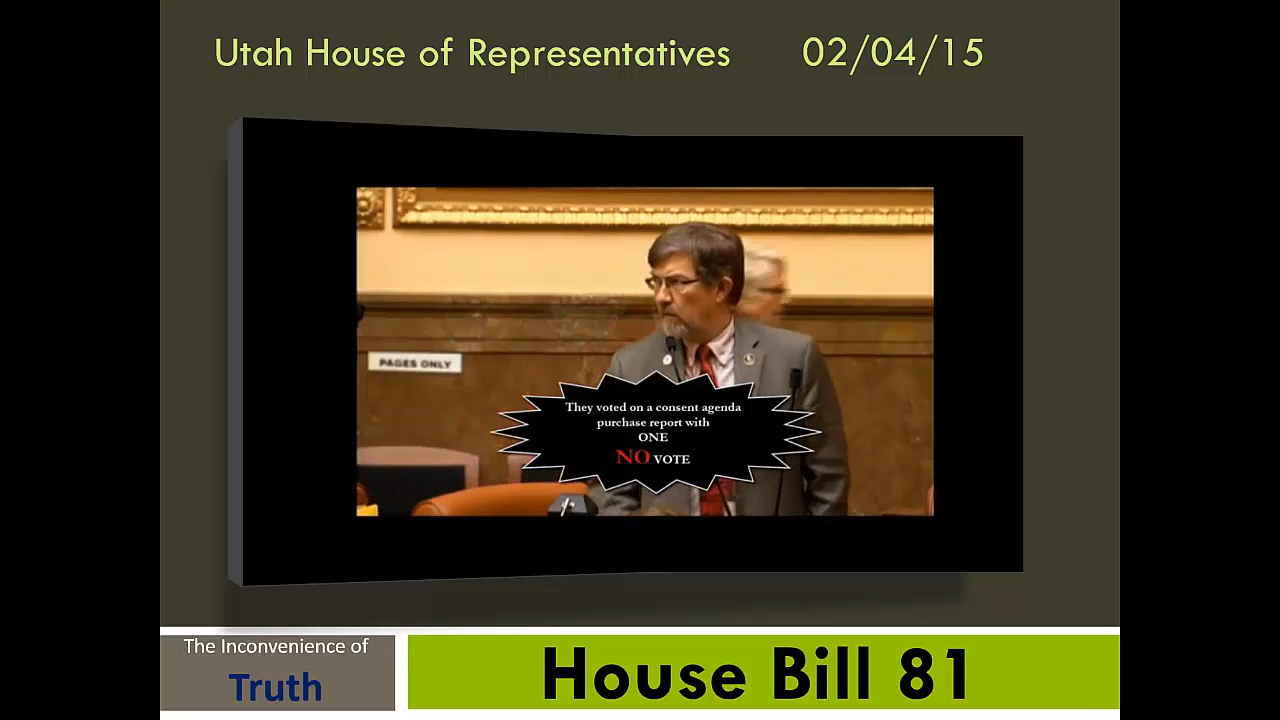 Utah House of Representatives 02/04/15
PAGES ONLY
They voted on a consent agenda
purchase report with
ONE
NO VOTE
The Inconvenience of
Truth
House Bill 81